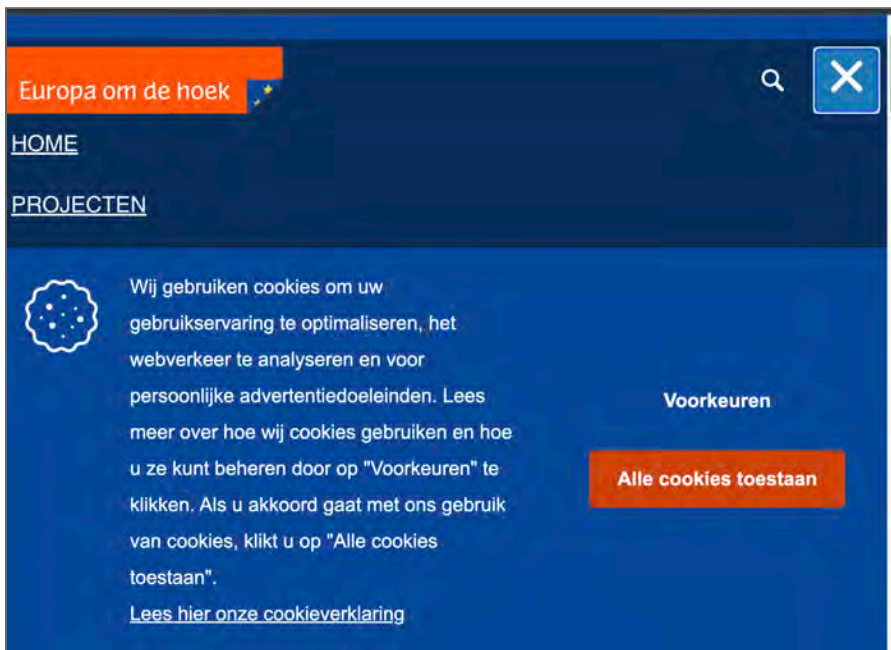 Europa om de hoek
HOME
PROJECTEN
Wij gebruiken cookies om uw
gebruikservaring te optimaliseren, het
webverkeer te analyseren en voor
persoonlijke advertentiedoeleinden. Lees
meer over hoe wij cookies gebruiken en hoe
u ze kunt beheren door op "Voorkeuren" te
klikken. Als u akkoord gaat met ons gebruik
van cookies, klikt u op "Alle cookies
toestaan".
Lees hier onze cookieverklaring
Voorkeuren
Alle cookies toestaan